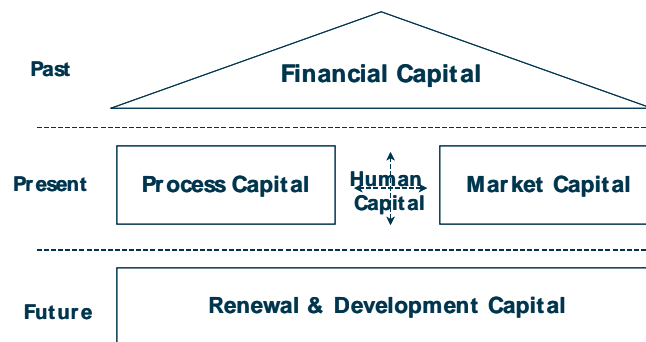 Past
Financial Capital
Present
Process Capital
Human
Capital
Market Capital
Future
Renewal & Development Capital